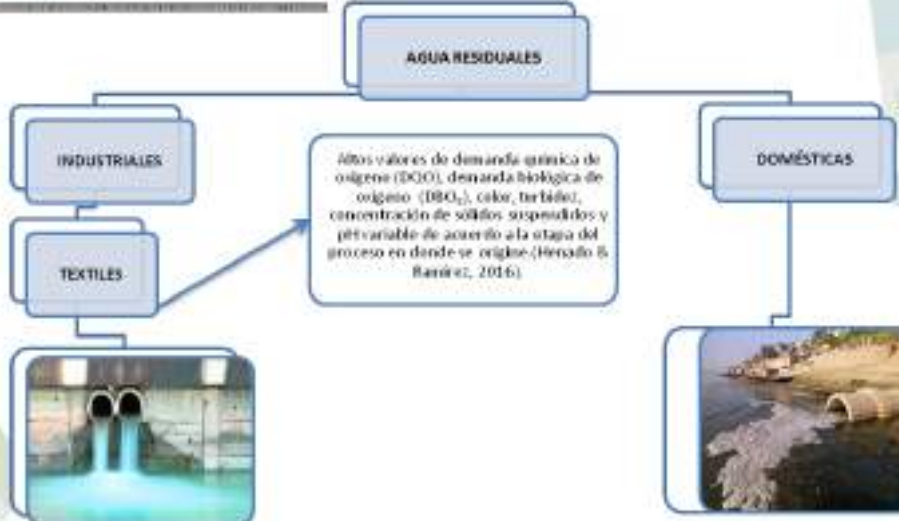 AGUA RESIDUALES
INDUSTRIALES
DOMÉSTICAS
TEXTILES
Altos valores de demanda química de
oxígeno (DQO), demanda biológica de
oxígeno (DBO₅), color, turbidez,
concentración de sólidos suspendidos y
pH variable de acuerdo a la etapa del
proceso en donde se origine.(Henado &
Ramírez, 2016)